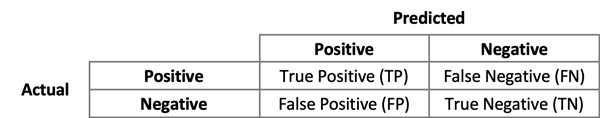 Predicted
Positive Negative
Actual
Positive True Positive (TP) False Negative (FN)
Negative False Positive (FP) True Negative (TN)